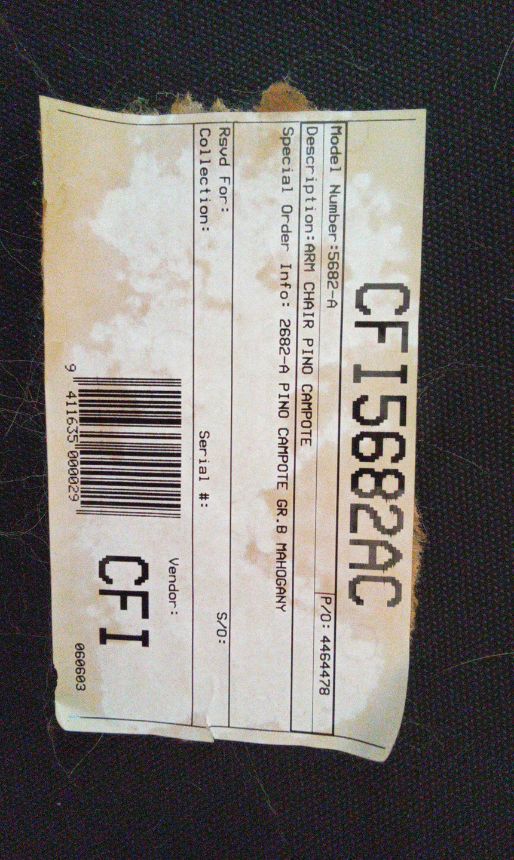 CFI5682AC
Model Number:5682-A
P/O: 4464478
Description:ARM CHAIR PINO CAMPOTE
Special Order Info: 2682-A PINO CAMPOTE GR.B MAHOGANY
Rsvd For:
S/O:
Collection:
Serial #:
Vendor:
CFI
9 411635 000029
060603